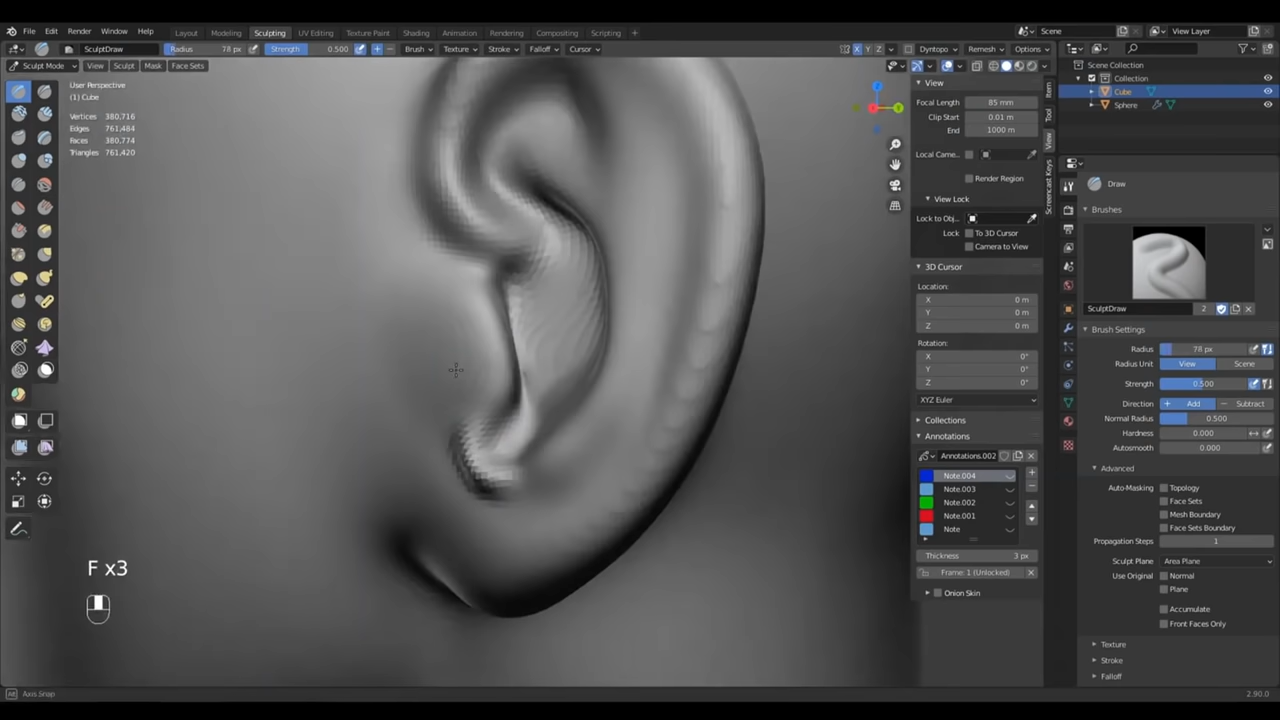 File Edit Render Window Help Layout Modeling Sculpting UV Editing Texture Paint Shading Animation Rendering Compositing Scripting + Scene View Layer
SculptDraw Radius 78 px Strength 0.500 + − Brush Texture Stroke Falloff Cursor X Y Z Dyntopo Remesh Options
Sculpt Mode View Sculpt Mask Face Sets
User Perspective
(1) Cube
Vertices 380,716
Edges 761,484
Faces 380,774
Triangles 761,420
F x3
Axis Snap
View
Focal Length 85 mm
Clip Start 0.01 m
End 1000 m
Local Came...
Render Region
View Lock
Lock to Obj...
Lock To 3D Cursor
Camera to View
3D Cursor
Location:
X 0 m
Y 0 m
Z 0 m
Rotation:
X 0°
Y 0°
Z 0°
XYZ Euler
Collections
Annotations
Annotations.002
Note.004
Note.003
Note.002
Note.001
Note
Thickness 3 px
Frame: 1 (Unlocked)
Onion Skin
Item
Tool
View
Screencast Keys
Scene Collection
Collection
Cube
Sphere
Draw
Brushes
SculptDraw 2
Brush Settings
Radius 78 px
Radius Unit View Scene
Strength 0.500
Direction + Add − Subtract
Normal Radius 0.500
Hardness 0.000
Autosmooth 0.000
Advanced
Auto-Masking Topology
Face Sets
Mesh Boundary
Face Sets Boundary
Propagation Steps 1
Sculpt Plane Area Plane
Use Original Normal
Plane
Accumulate
Front Faces Only
Texture
Stroke
Falloff
2.90.0